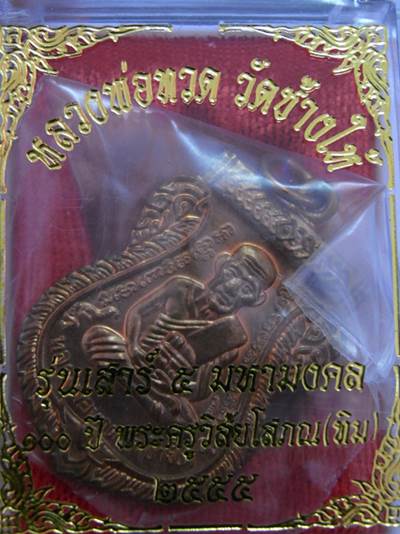 หลวงพ่อทวด วัดช้างให้
รุ่นเสาร์ ๕ มหามงคล
๑๐๐ ปี พระครูวิสัยโสภณ(ทิม)
๒๕๕๕